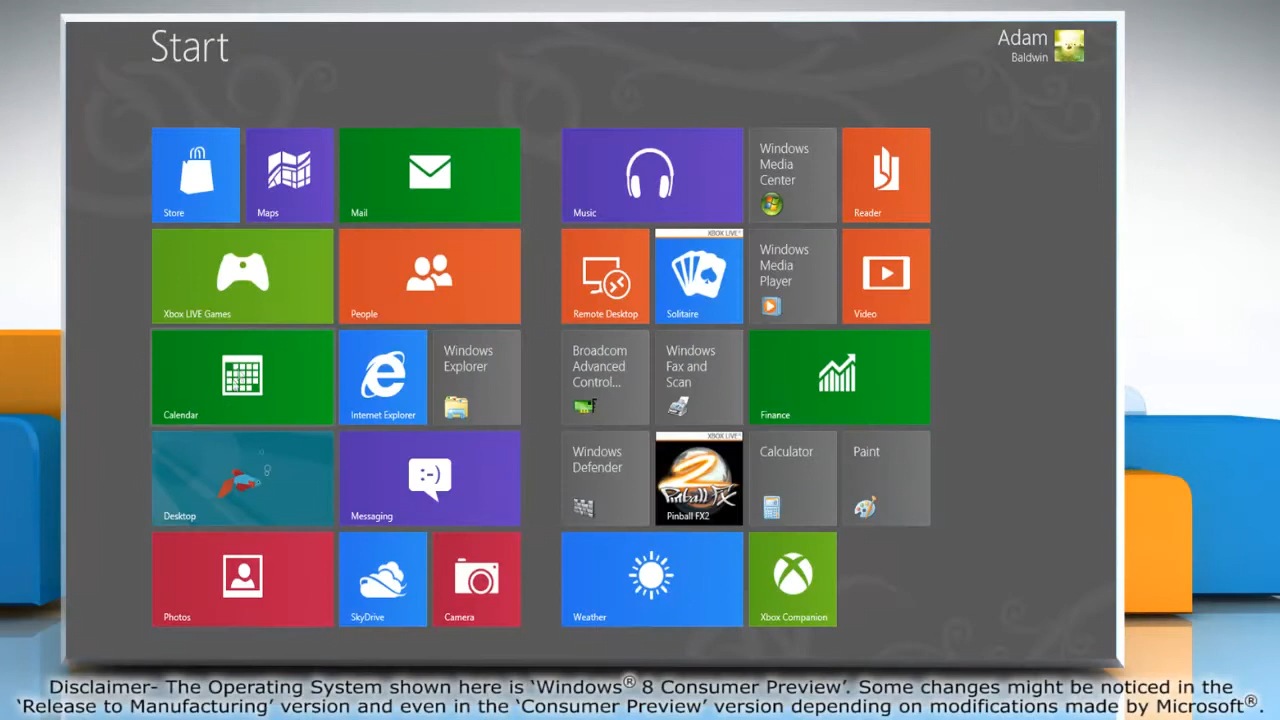 Start
Adam
Baldwin
Store
Maps
Mail
Music
Windows
Media
Center
Reader
Xbox LIVE Games
People
Remote Desktop
XBOX LIVE
Solitaire
Windows
Media
Player
Video
Calendar
Internet Explorer
Windows
Explorer
Broadcom
Advanced
Control...
Windows
Fax and
Scan
Finance
Desktop
Messaging
Windows
Defender
XBOX LIVE
2
Pinball FX
Pinball FX2
Calculator
Paint
Photos
SkyDrive
Camera
Weather
Xbox Companion
Disclaimer- The Operating System shown here is ‘Windows® 8 Consumer Preview’. Some changes might be noticed in the
‘Release to Manufacturing’ version and even in the ‘Consumer Preview’ version depending on modifications made by Microsoft®.